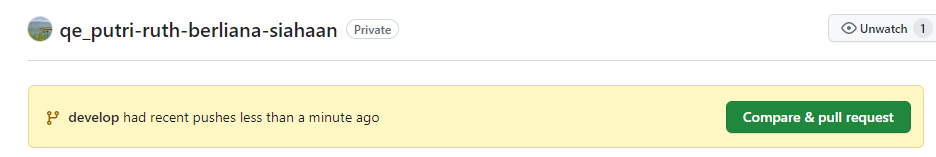 qe_putri-ruth-berliana-siahaan Private Unwatch 1
develop had recent pushes less than a minute ago Compare & pull request